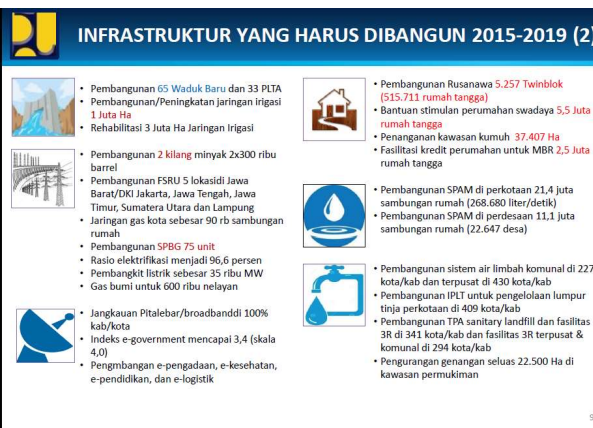 INFRASTRUKTUR YANG HARUS DIBANGUN 2015-2019 (2)
• Pembangunan 65 Waduk Baru dan 33 PLTA
• Pembangunan/Peningkatan jaringan irigasi
1 Juta Ha
• Rehabilitasi 3 Juta Ha Jaringan Irigasi
• Pembangunan 2 kilang minyak 2x300 ribu
barrel
• Pembangunan FSRU 5 lokasidi Jawa
Barat/DKI Jakarta, Jawa Tengah, Jawa
Timur, Sumatera Utara dan Lampung
• Jaringan gas kota sebesar 90 rb sambungan
rumah
• Pembangunan SPBG 75 unit
• Rasio elektrifikasi menjadi 96,6 persen
• Pembangkit listrik sebesar 35 ribu MW
• Gas bumi untuk 600 ribu nelayan
• Jangkauan Pitalebar/broadbanddi 100%
kab/kota
• Indeks e-government mencapai 3,4 (skala
4,0)
• Pengmbangan e-pengadaan, e-kesehatan,
e-pendidikan, dan e-logistik
• Pembangunan Rusanawa 5.257 Twinblok
(515.711 rumah tangga)
• Bantuan stimulan perumahan swadaya 5,5 Juta
rumah tangga
• Penanganan kawasan kumuh 37.407 Ha
• Fasilitasi kredit perumahan untuk MBR 2,5 Juta
rumah tangga
• Pembangunan SPAM di perkotaan 21,4 juta
sambungan rumah (268.680 liter/detik)
• Pembangunan SPAM di perdesaan 11,1 juta
sambungan rumah (22.647 desa)
• Pembangunan sistem air limbah komunal di 227
kota/kab dan terpusat di 430 kota/kab
• Pembangunan IPLT untuk pengelolaan lumpur
tinja perkotaan di 409 kota/kab
• Pembangunan TPA sanitary landfill dan fasilitas
3R di 341 kota/kab dan fasilitas 3R terpusat &
komunal di 294 kota/kab
• Pengurangan genangan seluas 22.500 Ha di
kawasan permukiman
9